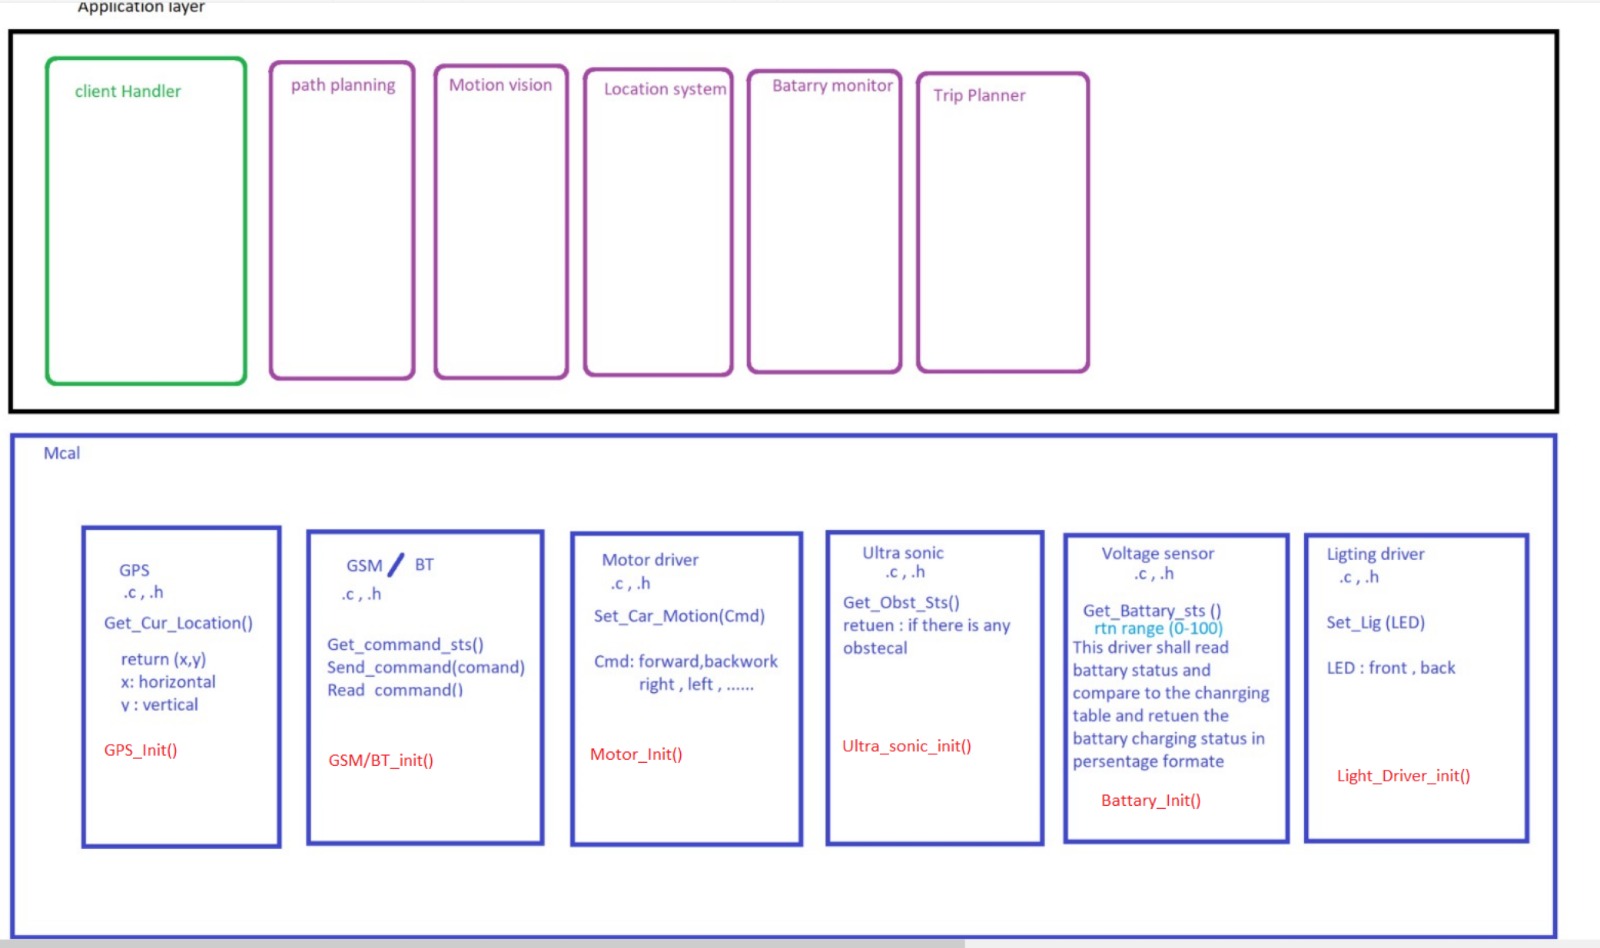 Application layer
client Handler
path planning
Motion vision
Location system
Batarry monitor
Trip Planner
Mcal
GPS
.c , .h
Get_Cur_Location()
return (x,y)
x: horizontal
y : vertical
GPS_Init()
GSM / BT
.c , .h
Get_command_sts()
Send_command(comand)
Read_command()
GSM/BT_init()
Motor driver
.c , .h
Set_Car_Motion(Cmd)
Cmd: forward,backwork
right , left , ......
Motor_Init()
Ultra sonic
.c , .h
Get_Obst_Sts()
retuen : if there is any
obstecal
Ultra_sonic_init()
Voltage sensor
.c , .h
Get_Battary_sts ()
rtn range (0-100)
This driver shall read
battary status and
compare to the chanrging
table and retuen the
battary charging status in
persentage formate
Battary_Init()
Ligting driver
.c , .h
Set_Lig (LED)
LED : front , back
Light_Driver_init()